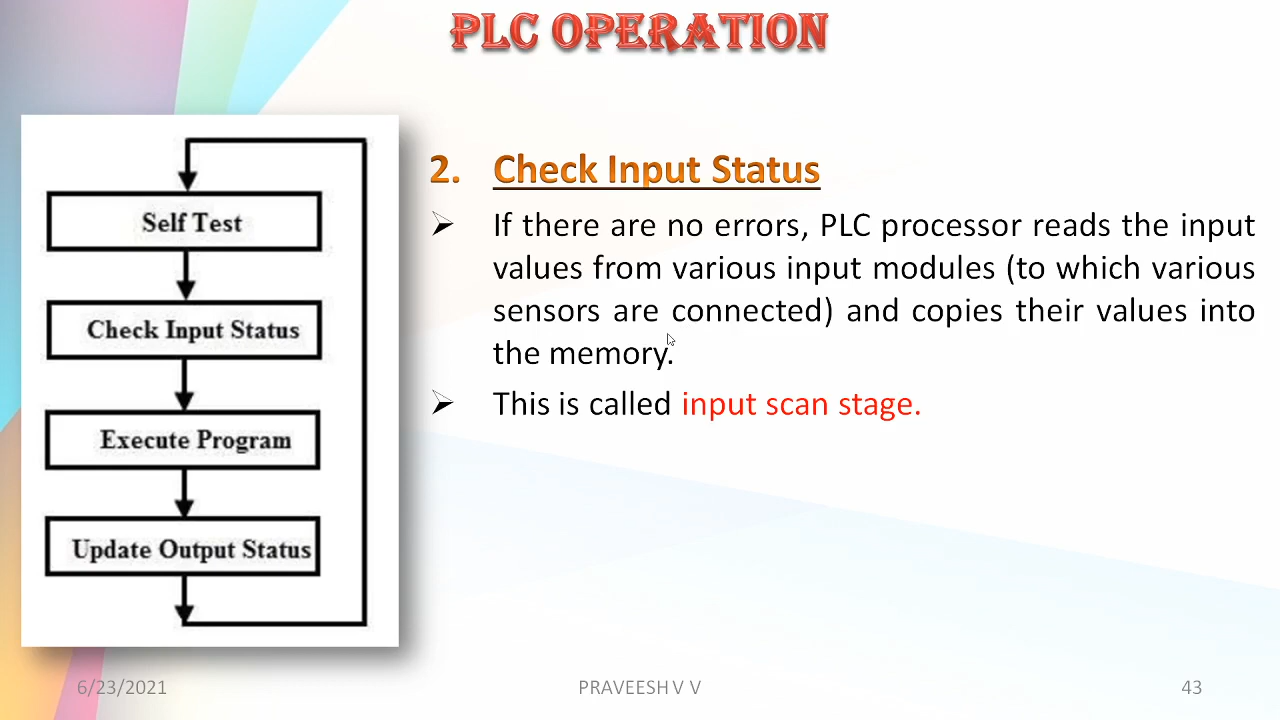 PLC OPERATION
Self Test
Check Input Status
Execute Program
Update Output Status
2. Check Input Status
➢ If there are no errors, PLC processor reads the input
values from various input modules (to which various
sensors are connected) and copies their values into
the memory.
➢ This is called input scan stage.
6/23/2021
PRAVEESH V V
43